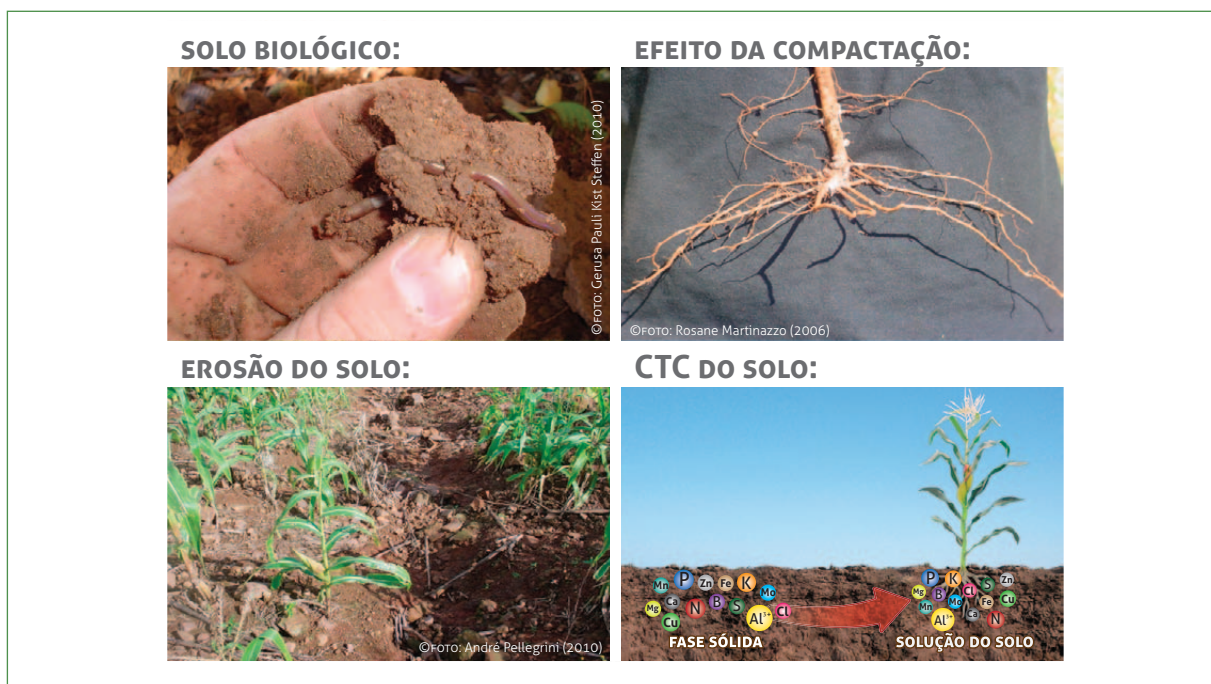 SOLO BIOLÓGICO:
©FOTO: Gerusa Pauli Kist Steffen (2010)
EFEITO DA COMPACTAÇÃO:
©FOTO: Rosane Martinazzo (2006)
EROSÃO DO SOLO:
©FOTO: André Pellegrini (2010)
CTC DO SOLO:
Mn P Zn Fe K Mo
Mg Ca N B S Cl
Cu Al³⁺
FASE SÓLIDA
P K S Zn
Mg B Cl Cu
Mn Mo Fe
Al³⁺ Ca N
SOLUÇÃO DO SOLO